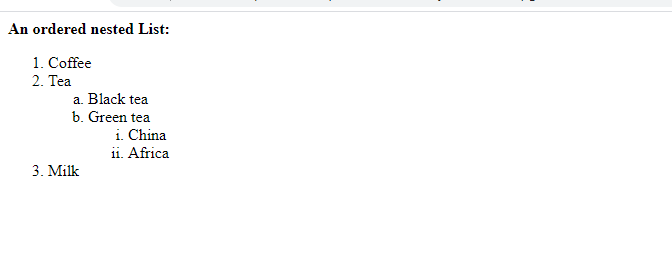 An ordered nested List:
1. Coffee
2. Tea
a. Black tea
b. Green tea
i. China
ii. Africa
3. Milk